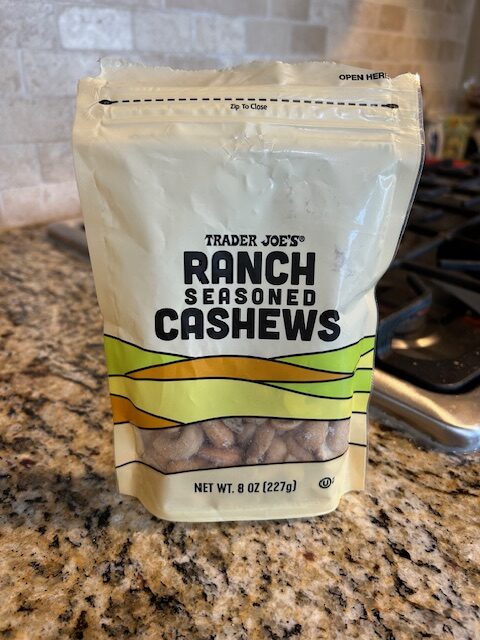 OPEN HERE
Zip To Close
TRADER JOE'S®
RANCH
SEASONED
CASHEWS
NET WT. 8 OZ (227g)
U